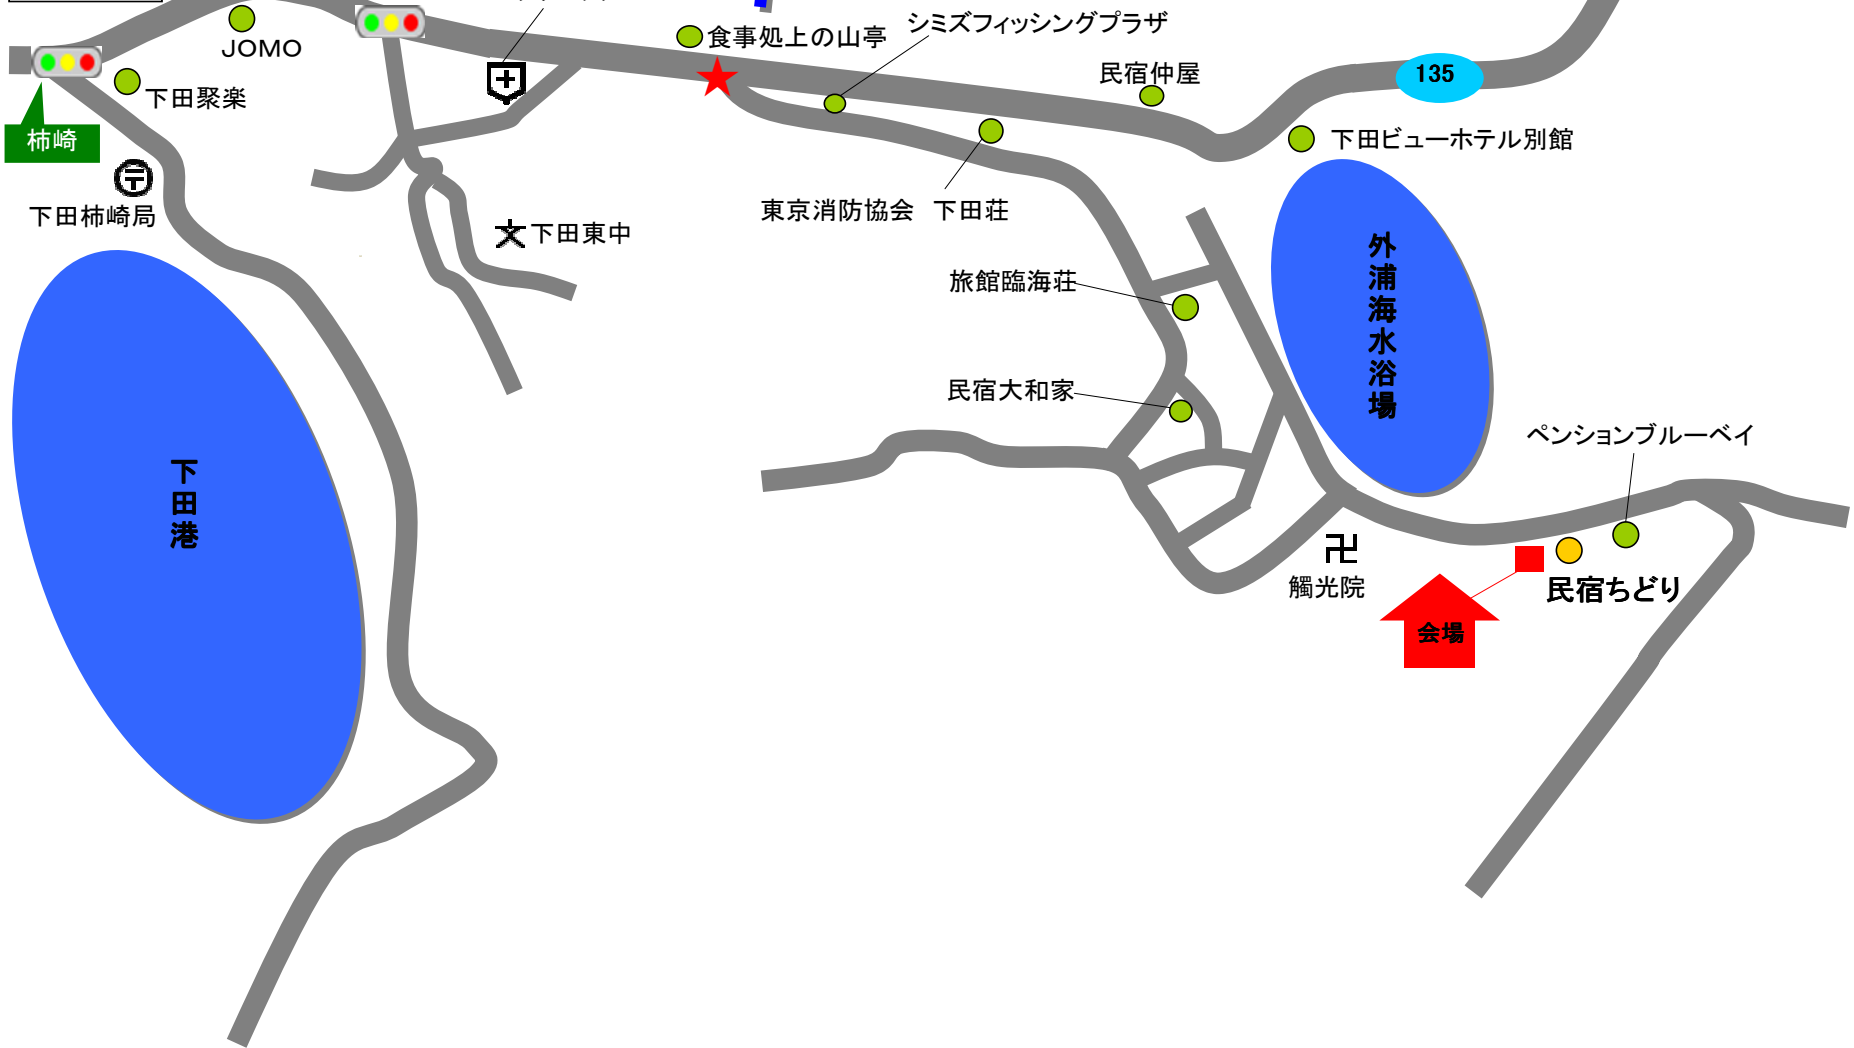 シミズフィッシングプラザ
食事処上の山亭
JOMO
民宿仲屋
135
下田聚楽
柿崎
下田ビューホテル別館
下田柿崎局
東京消防協会 下田荘
下田東中
外浦海水浴場
旅館臨海荘
民宿大和家
ペンションブルーベイ
下田港
觸光院
民宿ちどり
会場